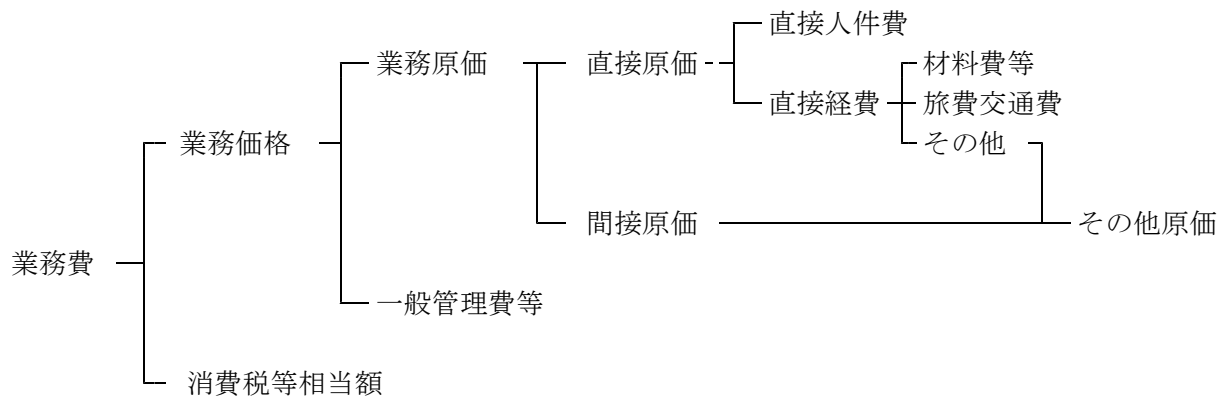 直接人件費
業務原価 直接原価 材料費等
直接経費 旅費交通費
業務価格 その他
間接原価 その他原価
業務費
一般管理費等
消費税等相当額